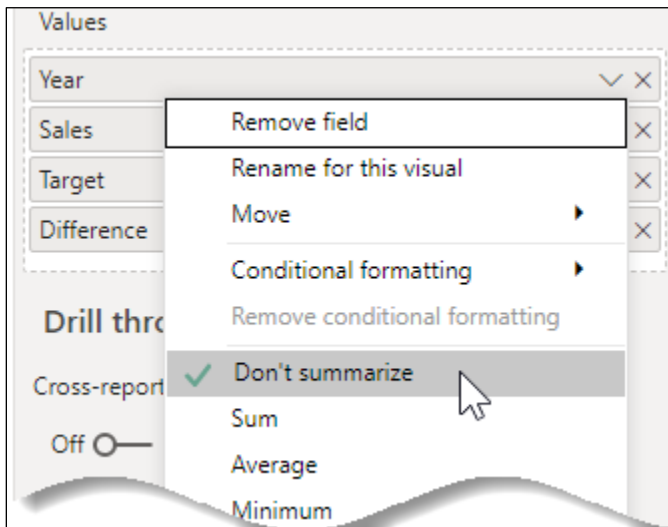 Values
Year
Sales
Target
Difference
Remove field
Rename for this visual
Move
Conditional formatting
Remove conditional formatting
Don't summarize
Sum
Average
Minimum
Drill thro
Cross-report
Off